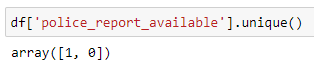 df['police_report_available'].unique()
array([1, 0])